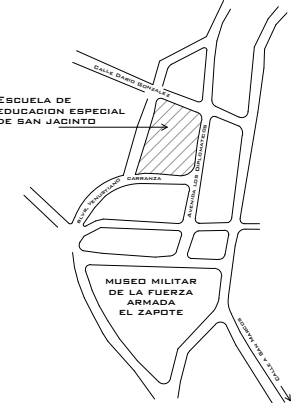 CALLE DARIO GONZALEZ
ESCUELA DE
EDUCACION ESPECIAL
DE SAN JACINTO
AVENIDA LOS DIPLOMATICOS
BLVR. VENUSTIANO
CARRANZA
MUSEO MILITAR
DE LA FUERZA
ARMADA
EL ZAPOTE
CALLE A SAN MARCOS